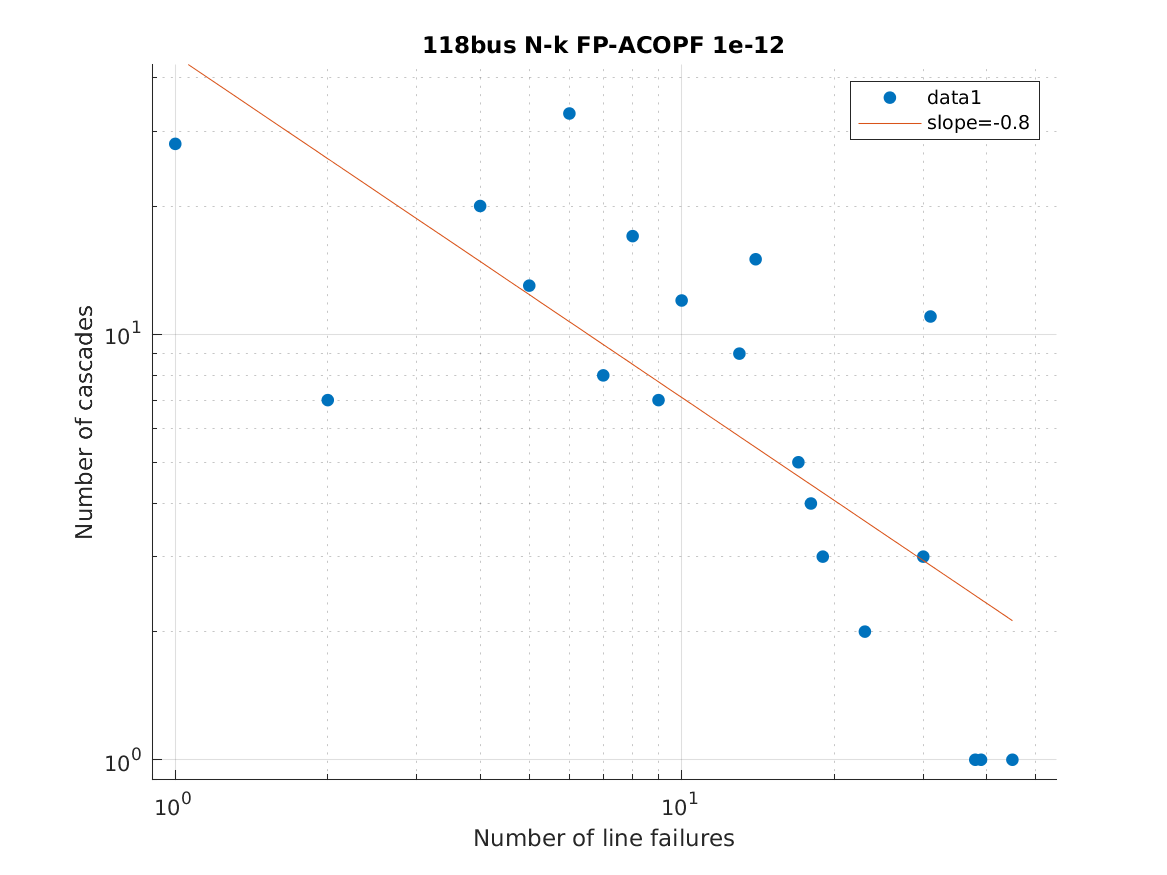 118bus N-k FP-ACOPF 1e-12
data1
slope=-0.8
Number of cascades
10^1
10^0
10^0
10^1
Number of line failures